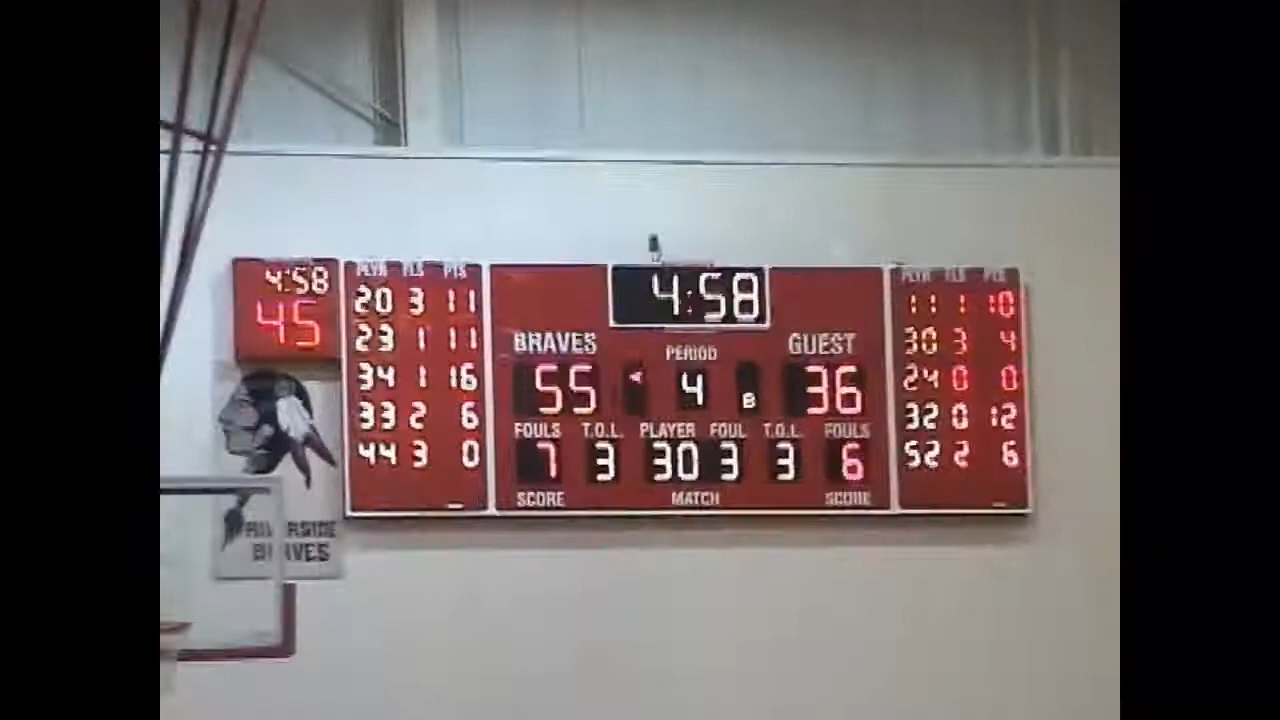 4:58
45
PLYR FLS PTS
20 3 11
23 1 11
34 1 16
33 2 6
44 3 0
4:58
BRAVES PERIOD GUEST
55 4 B 36
FOULS T.O.L. PLAYER FOUL T.O.L. FOULS
7 3 30 3 3 6
SCORE MATCH SCORE
PLYR FLS PTS
11 1 10
30 3 4
24 0 0
32 0 12
52 2 6
RIVERSIDE
BRAVES